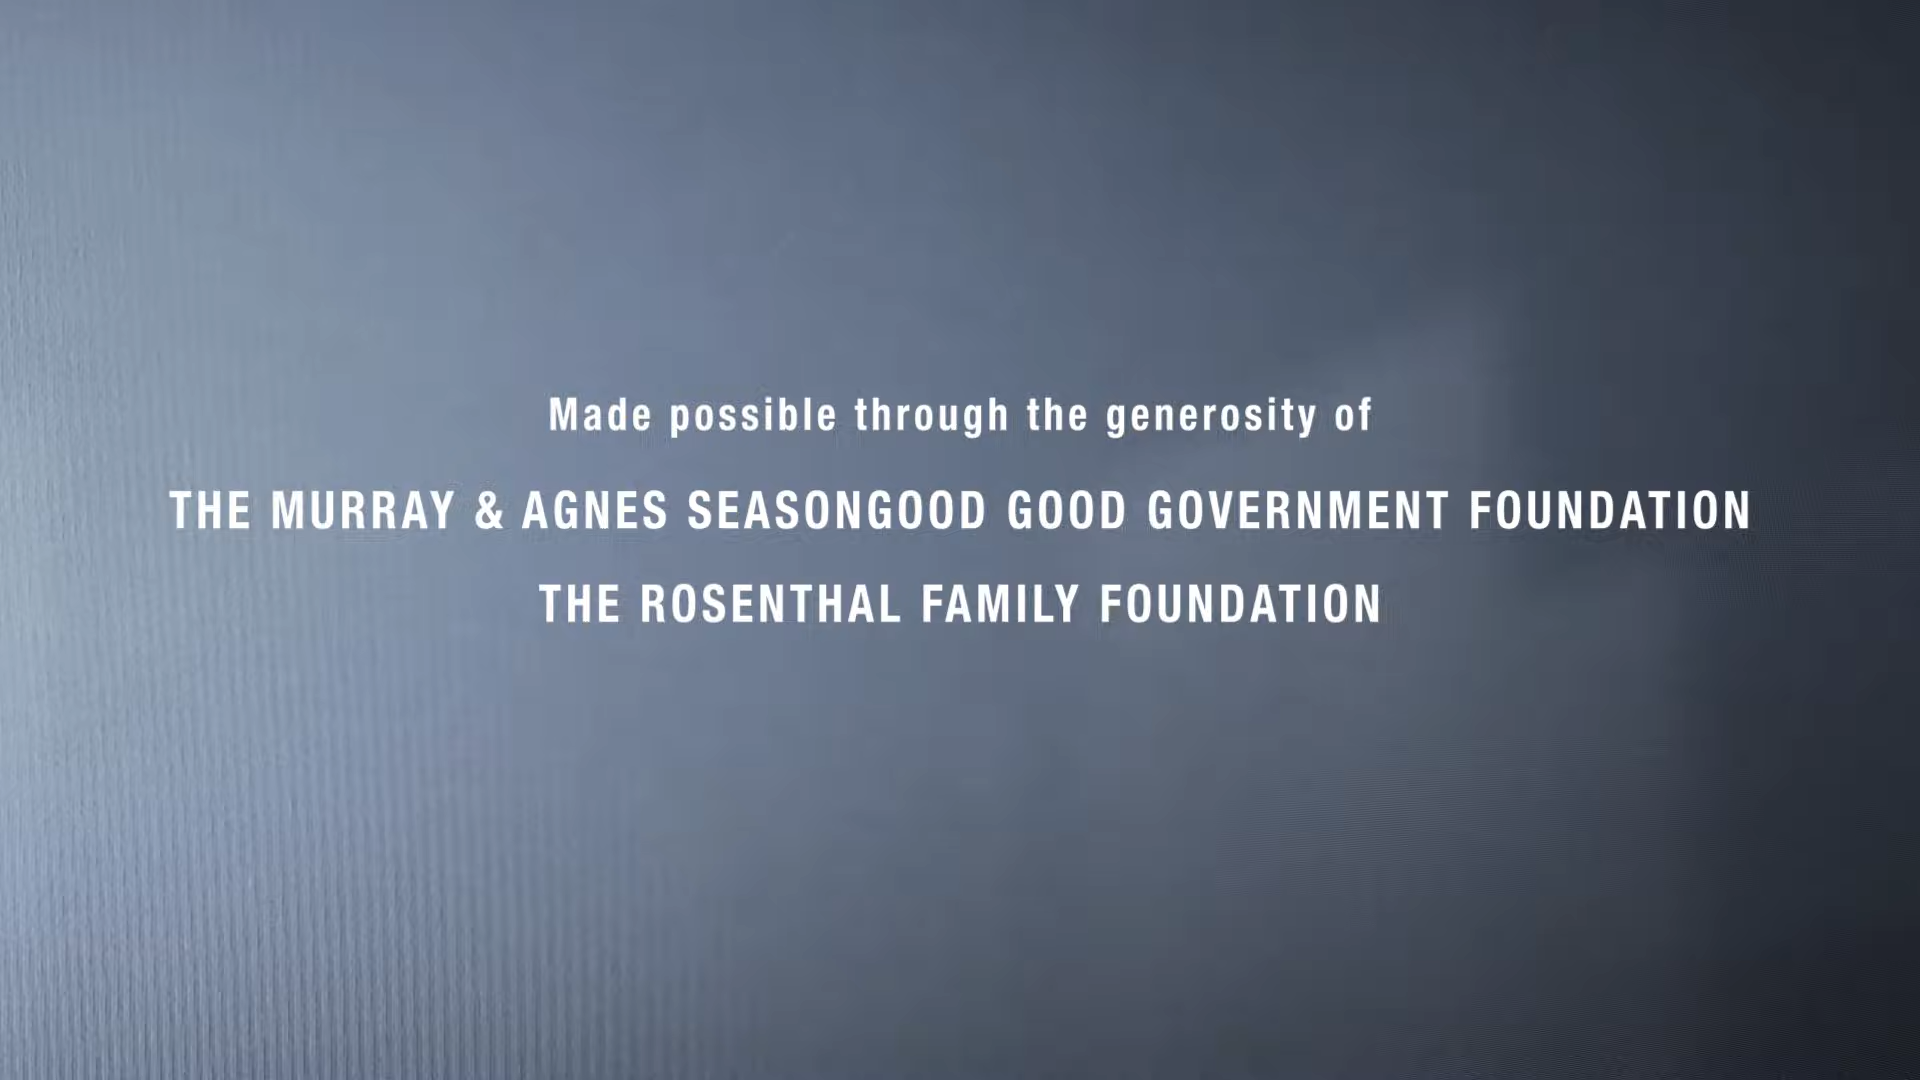 Made possible through the generosity of
THE MURRAY & AGNES SEASONGOOD GOOD GOVERNMENT FOUNDATION
THE ROSENTHAL FAMILY FOUNDATION